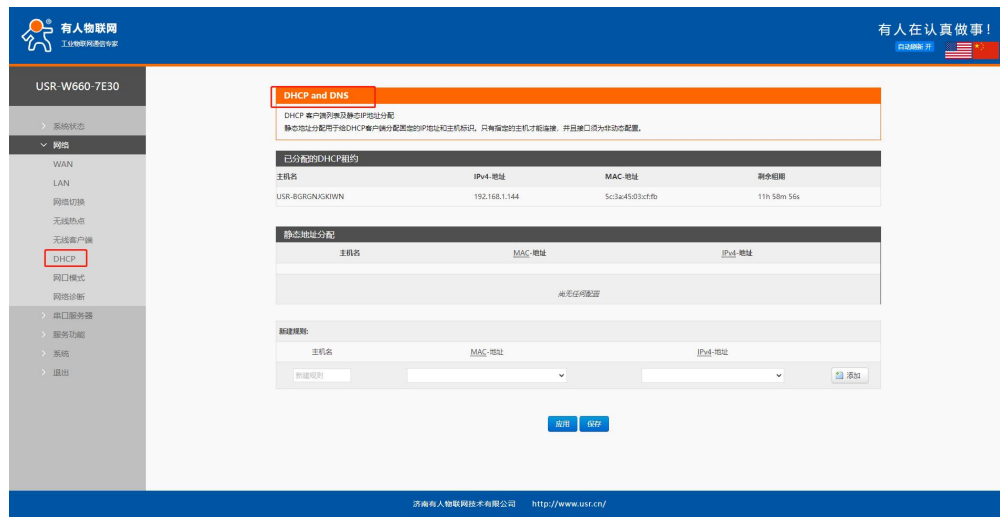 有人物联网
工业物联网通信专家
有人在认真做事！
自动刷新 开
USR-W660-7E30
系统状态
网络
WAN
LAN
网络切换
无线热点
无线客户端
DHCP
网口模式
网络诊断
串口服务器
服务功能
系统
退出
DHCP and DNS
DHCP 客户端列表及静态IP地址分配
静态地址分配用于给DHCP客户端分配固定的IP地址和主机标识。只有指定的主机才能连接，并且接口须为非动态配置。
已分配的DHCP租约
主机名 IPv4-地址 MAC-地址 剩余租期
USR-BGRGNJGKIWN 192.168.1.144 5c:3a:45:03:cf:fb 11h 58m 56s
静态地址分配
主机名 MAC-地址 IPv4-地址
尚无任何配置
新建规则:
主机名 MAC-地址 IPv4-地址
新建规则 添加
应用 保存
济南有人物联网技术有限公司 http://www.usr.cn/